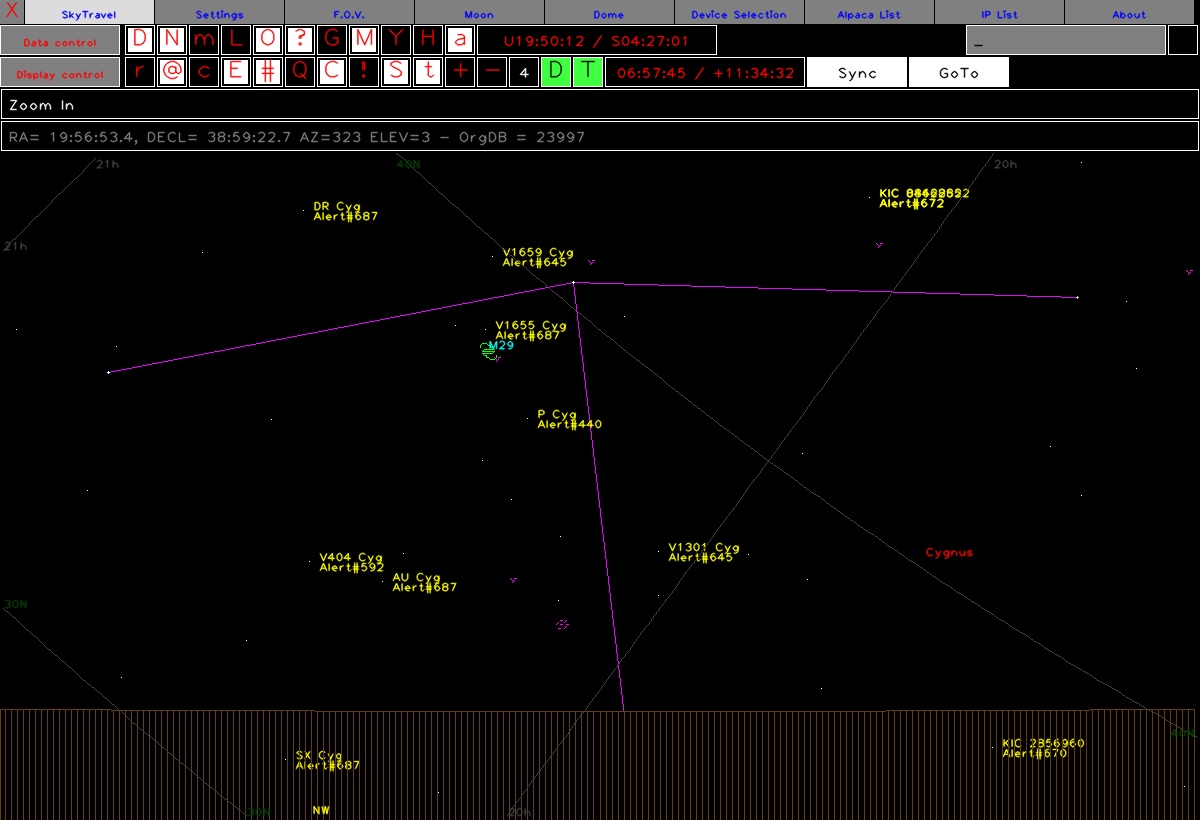 X SkyTravel Settings F.O.V. Moon Dome Device Selection Alpaca List IP List About
Data control D N m L O ? G M Y H a U19:50:12 / S04:27:01 _
Display control r @ c E # Q C ! S t + - 4 D T 06:57:45 / +11:34:32 Sync GoTo
Zoom In
RA= 19:56:53.4, DECL= 38:59:22.7 AZ=323 ELEV=3 - OrgDB = 23997
21h 40N 20h
KIC
Alert#672
DR Cyg
Alert#687
21h
V1659 Cyg
Alert#645
V1655 Cyg
Alert#687
M29
P Cyg
Alert#440
V1301 Cyg
Alert#645
Cygnus
V404 Cyg
Alert#592
AU Cyg
Alert#687
30N
40N
KIC 2856960
Alert#670
SX Cyg
Alert#687
NW
30N
20h